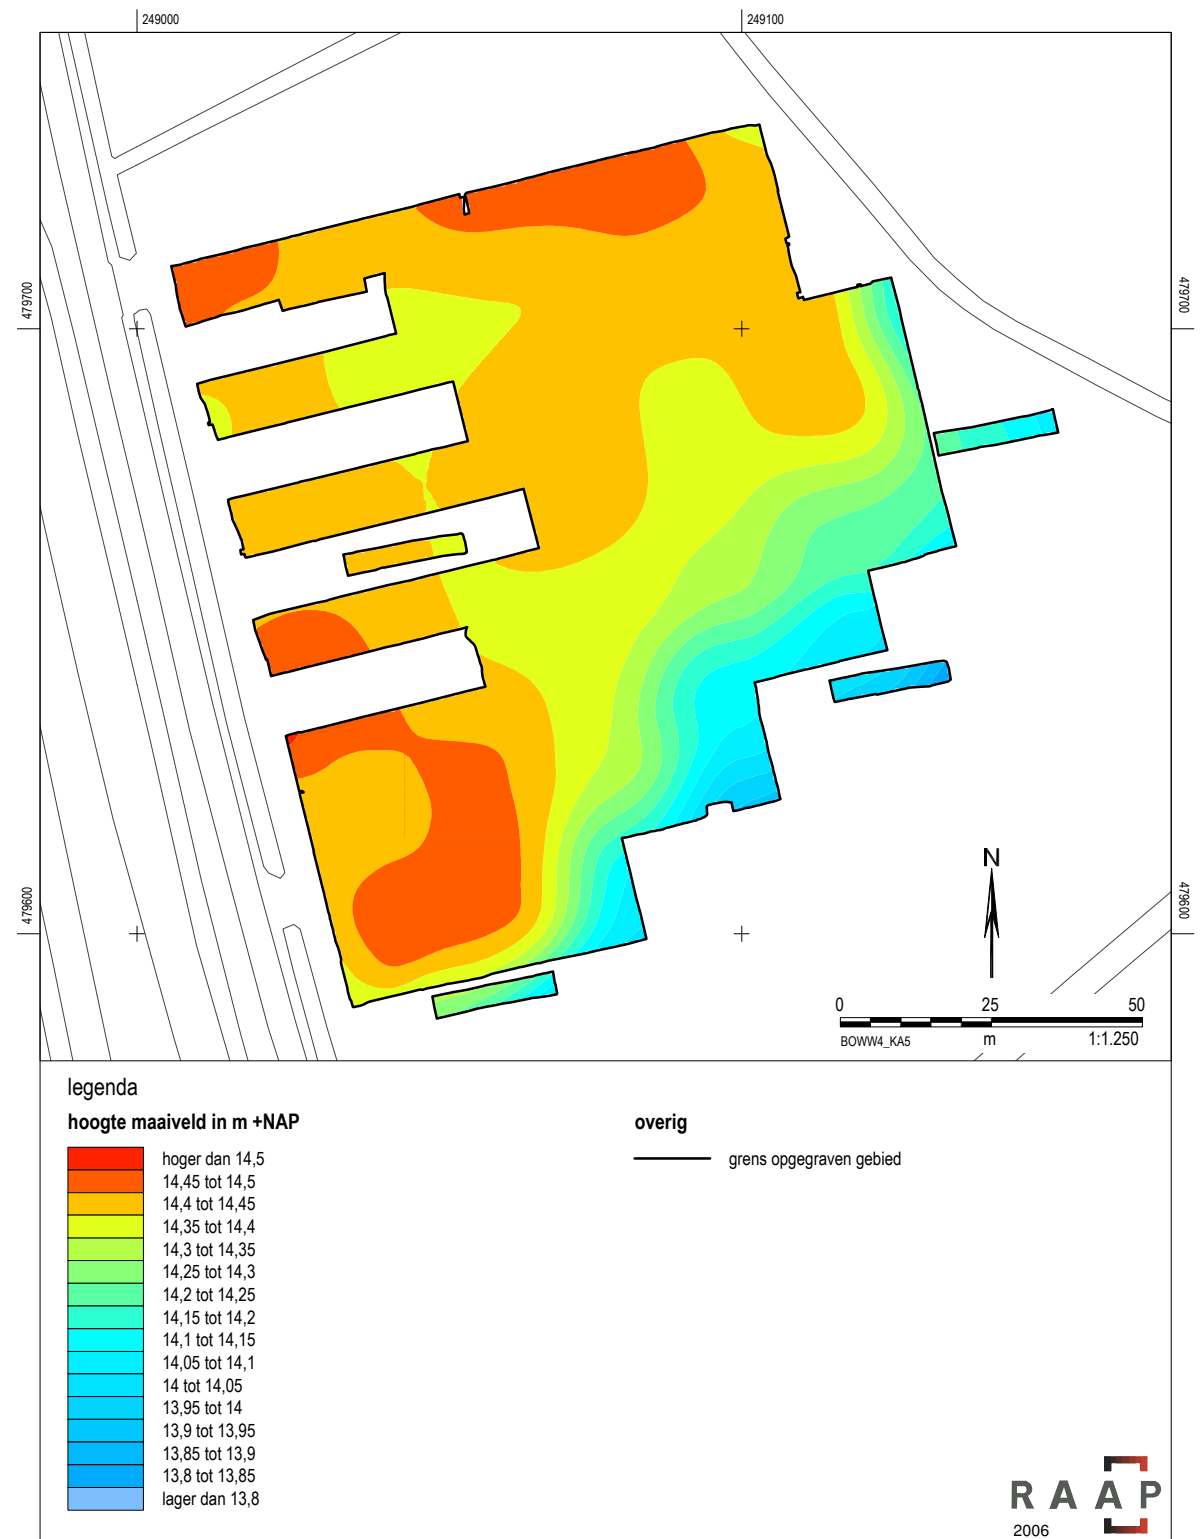 249000
249100
479700
479700
479600
479600
N
0 25 50
BOWW4_KA5 m 1:1.250
legenda
hoogte maaiveld in m +NAP
hoger dan 14,5
14,45 tot 14,5
14,4 tot 14,45
14,35 tot 14,4
14,3 tot 14,35
14,25 tot 14,3
14,2 tot 14,25
14,15 tot 14,2
14,1 tot 14,15
14,05 tot 14,1
14 tot 14,05
13,95 tot 14
13,9 tot 13,95
13,85 tot 13,9
13,8 tot 13,85
lager dan 13,8
overig
grens opgegraven gebied
RAAP
2006